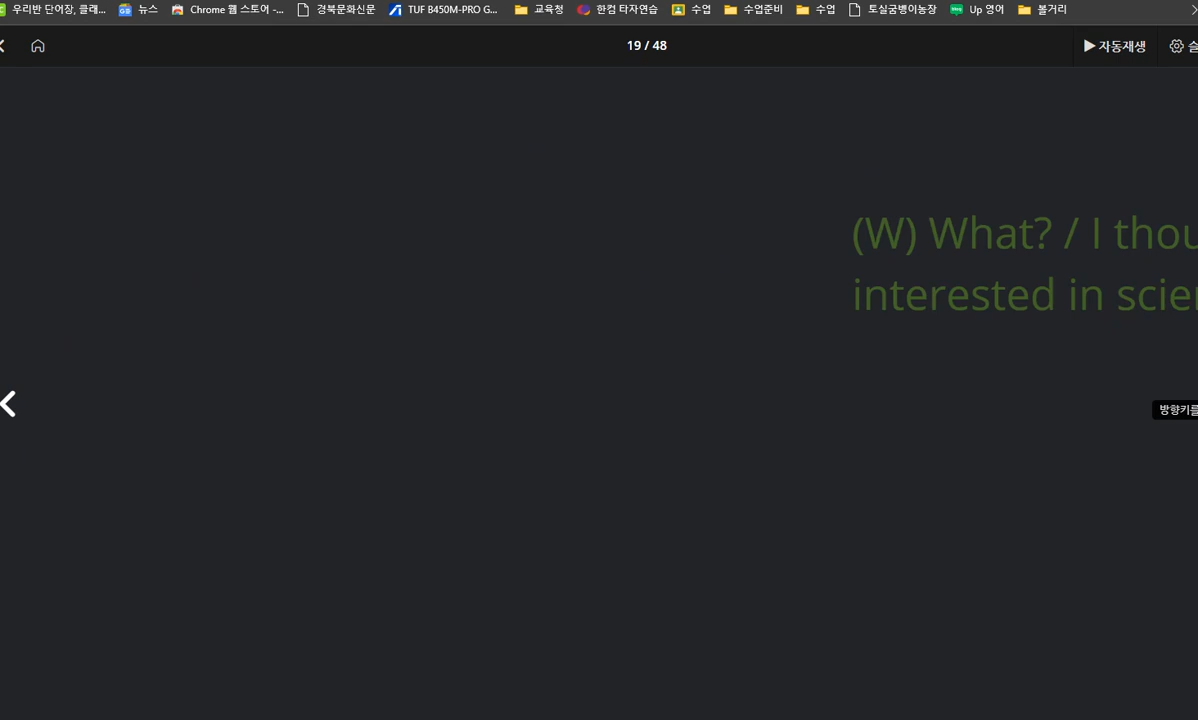 우리반 단어장, 클래...
뉴스
Chrome 웹 스토어 -...
경북문화신문
TUF B450M-PRO G...
교육청
한컴 타자연습
수업
수업준비
수업
토실굼벵이농장
Up 영어
볼거리
19 / 48
▶자동재생
슬
(W) What? / I thou
interested in scien
방향키를